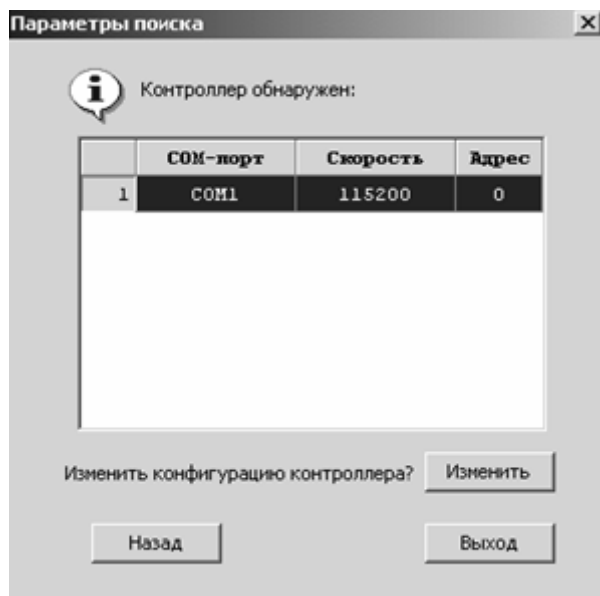 Параметры поиска
Контроллер обнаружен:
COM-порт Скорость Адрес
1 COM1 115200 0
Изменить конфигурацию контроллера? Изменить
Назад Выход